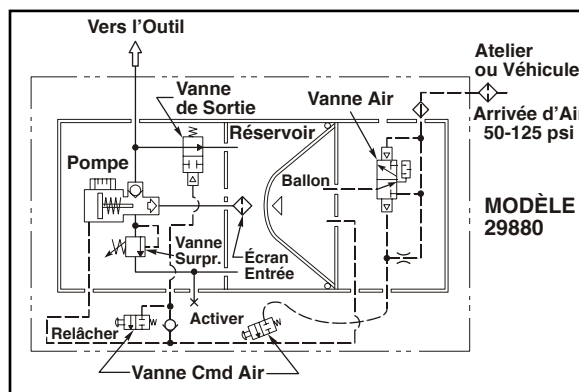 Vers l'Outil
Atelier
ou Véhicule
Vanne
de Sortie
Vanne Air
Réservoir
Arrivée d'Air
50-125 psi
Pompe
Ballon
MODÈLE
29880
Vanne
Surpr.
Écran
Entrée
Activer
Relâcher
Vanne Cmd Air